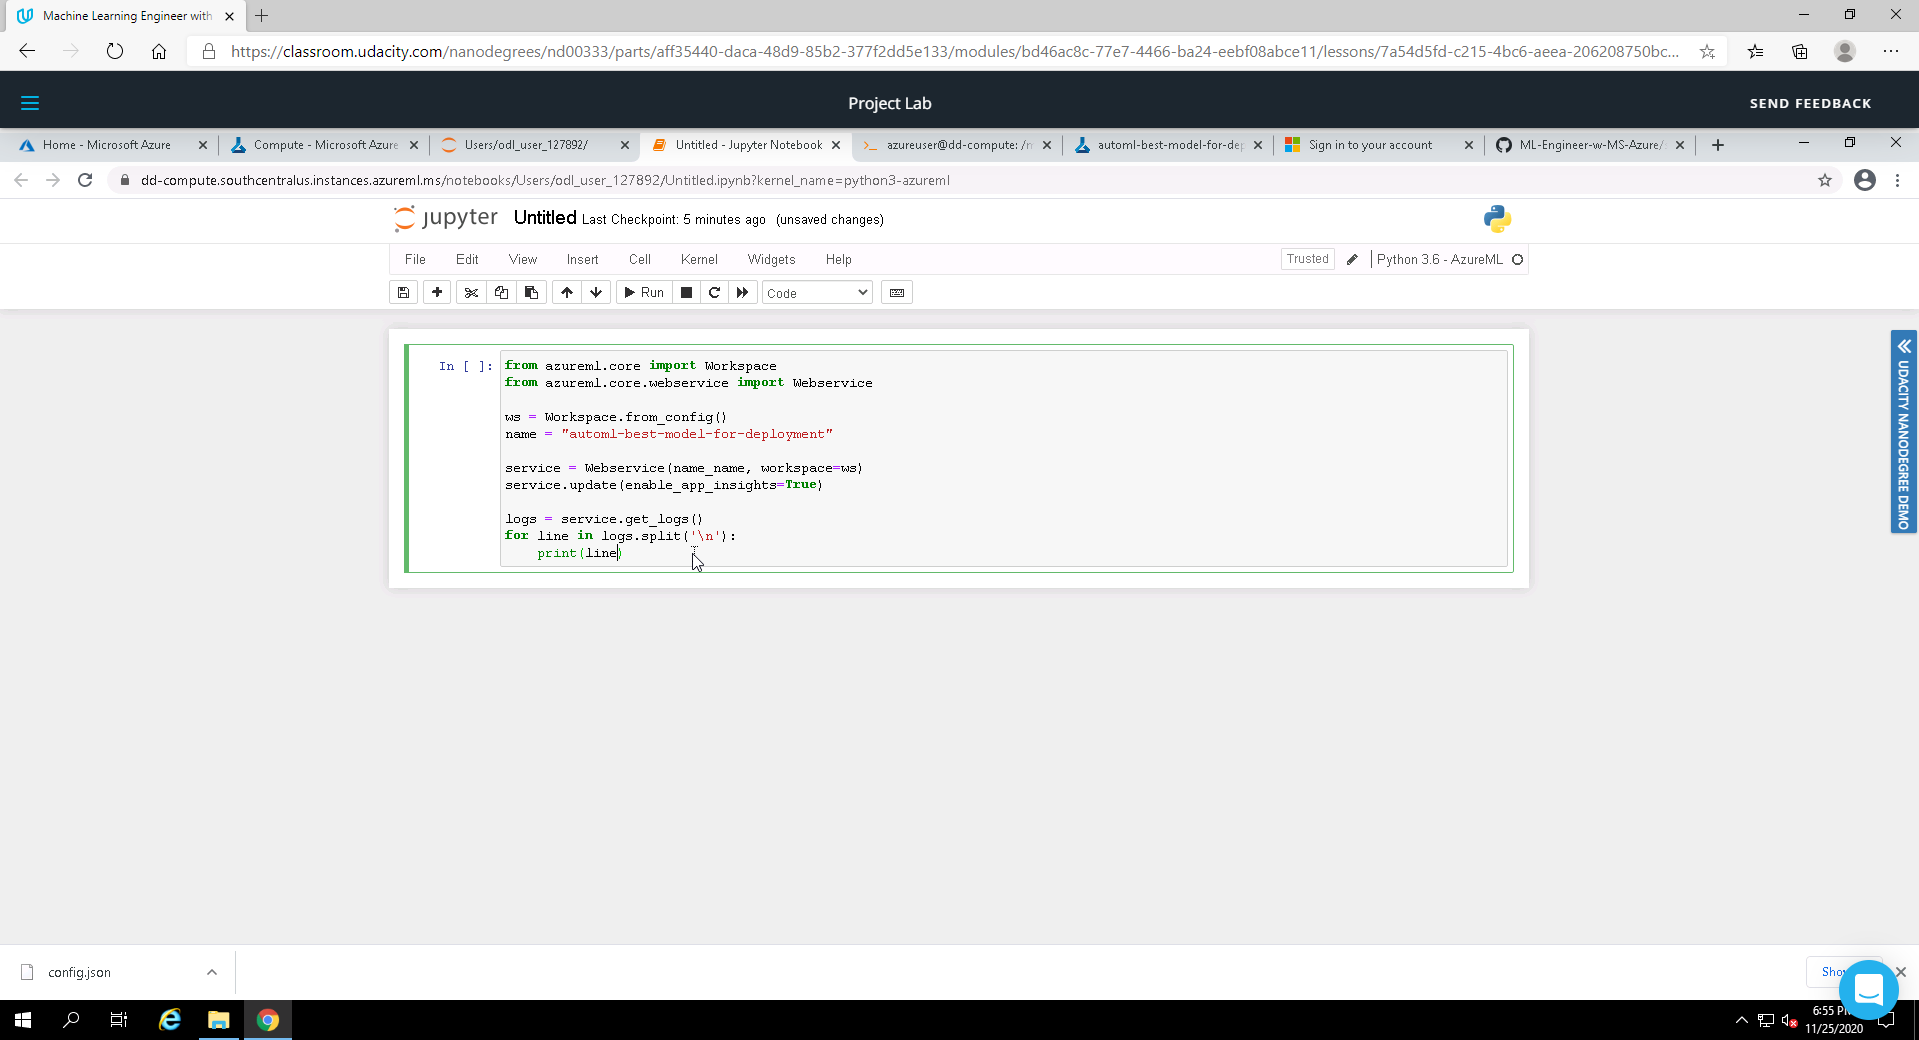 Machine Learning Engineer with
https://classroom.udacity.com/nanodegrees/nd00333/parts/aff35440-daca-48d9-85b2-377f2dd5e133/modules/bd46ac8c-77e7-4466-ba24-eebf08abce11/lessons/7a54d5fd-c215-4bc6-aeea-206208750bc...
Project Lab
SEND FEEDBACK
Home - Microsoft Azure
Compute - Microsoft Azure
Users/odl_user_127892/
Untitled - Jupyter Notebook
azureuser@dd-compute: /m
automl-best-model-for-dep
Sign in to your account
ML-Engineer-w-MS-Azure/
dd-compute.southcentralus.instances.azureml.ms/notebooks/Users/odl_user_127892/Untitled.ipynb?kernel_name=python3-azureml
jupyter Untitled Last Checkpoint: 5 minutes ago (unsaved changes)
File Edit View Insert Cell Kernel Widgets Help
Trusted
Python 3.6 - AzureML
Run
Code
In [ ]:
from azureml.core import Workspace
from azureml.core.webservice import Webservice
ws = Workspace.from_config()
name = "automl-best-model-for-deployment"
service = Webservice(name_name, workspace=ws)
service.update(enable_app_insights=True)
logs = service.get_logs()
for line in logs.split('\n'):
print(line)
UDACITY NANODEGREE DEMO
config.json
6:55
11/25/2020